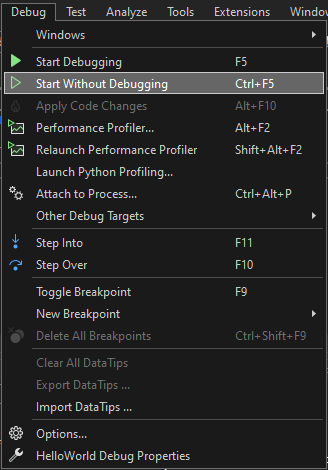 Debug Test Analyze Tools Extensions Window
Windows
Start Debugging F5
Start Without Debugging Ctrl+F5
Apply Code Changes Alt+F10
Performance Profiler... Alt+F2
Relaunch Performance Profiler Shift+Alt+F2
Launch Python Profiling...
Attach to Process... Ctrl+Alt+P
Other Debug Targets
Step Into F11
Step Over F10
Toggle Breakpoint F9
New Breakpoint
Delete All Breakpoints Ctrl+Shift+F9
Clear All DataTips
Export DataTips ...
Import DataTips ...
Options...
HelloWorld Debug Properties